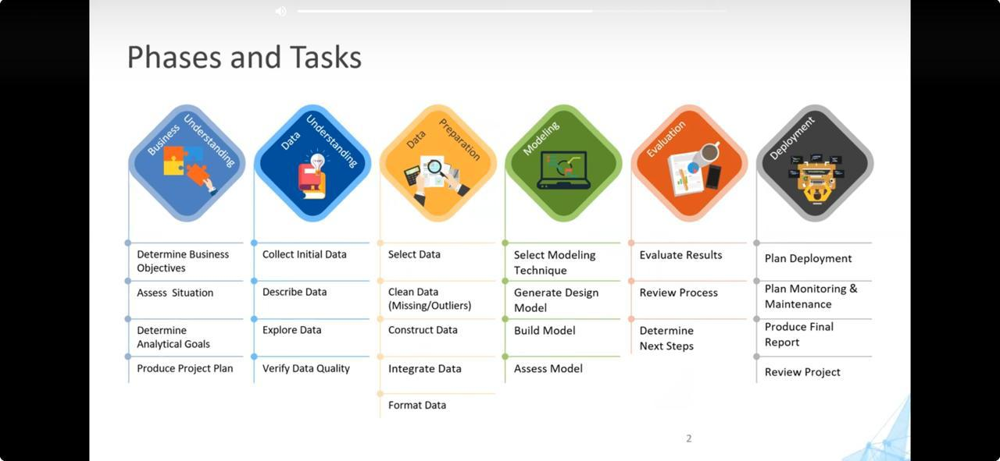 Phases and Tasks
Business
Understanding
Data
Understanding
Data
Preparation
Modeling
Evaluation
Deployment
Determine Business
Objectives
Assess Situation
Determine
Analytical Goals
Produce Project Plan
Collect Initial Data
Describe Data
Explore Data
Verify Data Quality
Select Data
Clean Data
(Missing/Outliers)
Construct Data
Integrate Data
Format Data
Select Modeling
Technique
Generate Design
Model
Build Model
Assess Model
Evaluate Results
Review Process
Determine
Next Steps
Plan Deployment
Plan Monitoring &
Maintenance
Produce Final
Report
Review Project
2